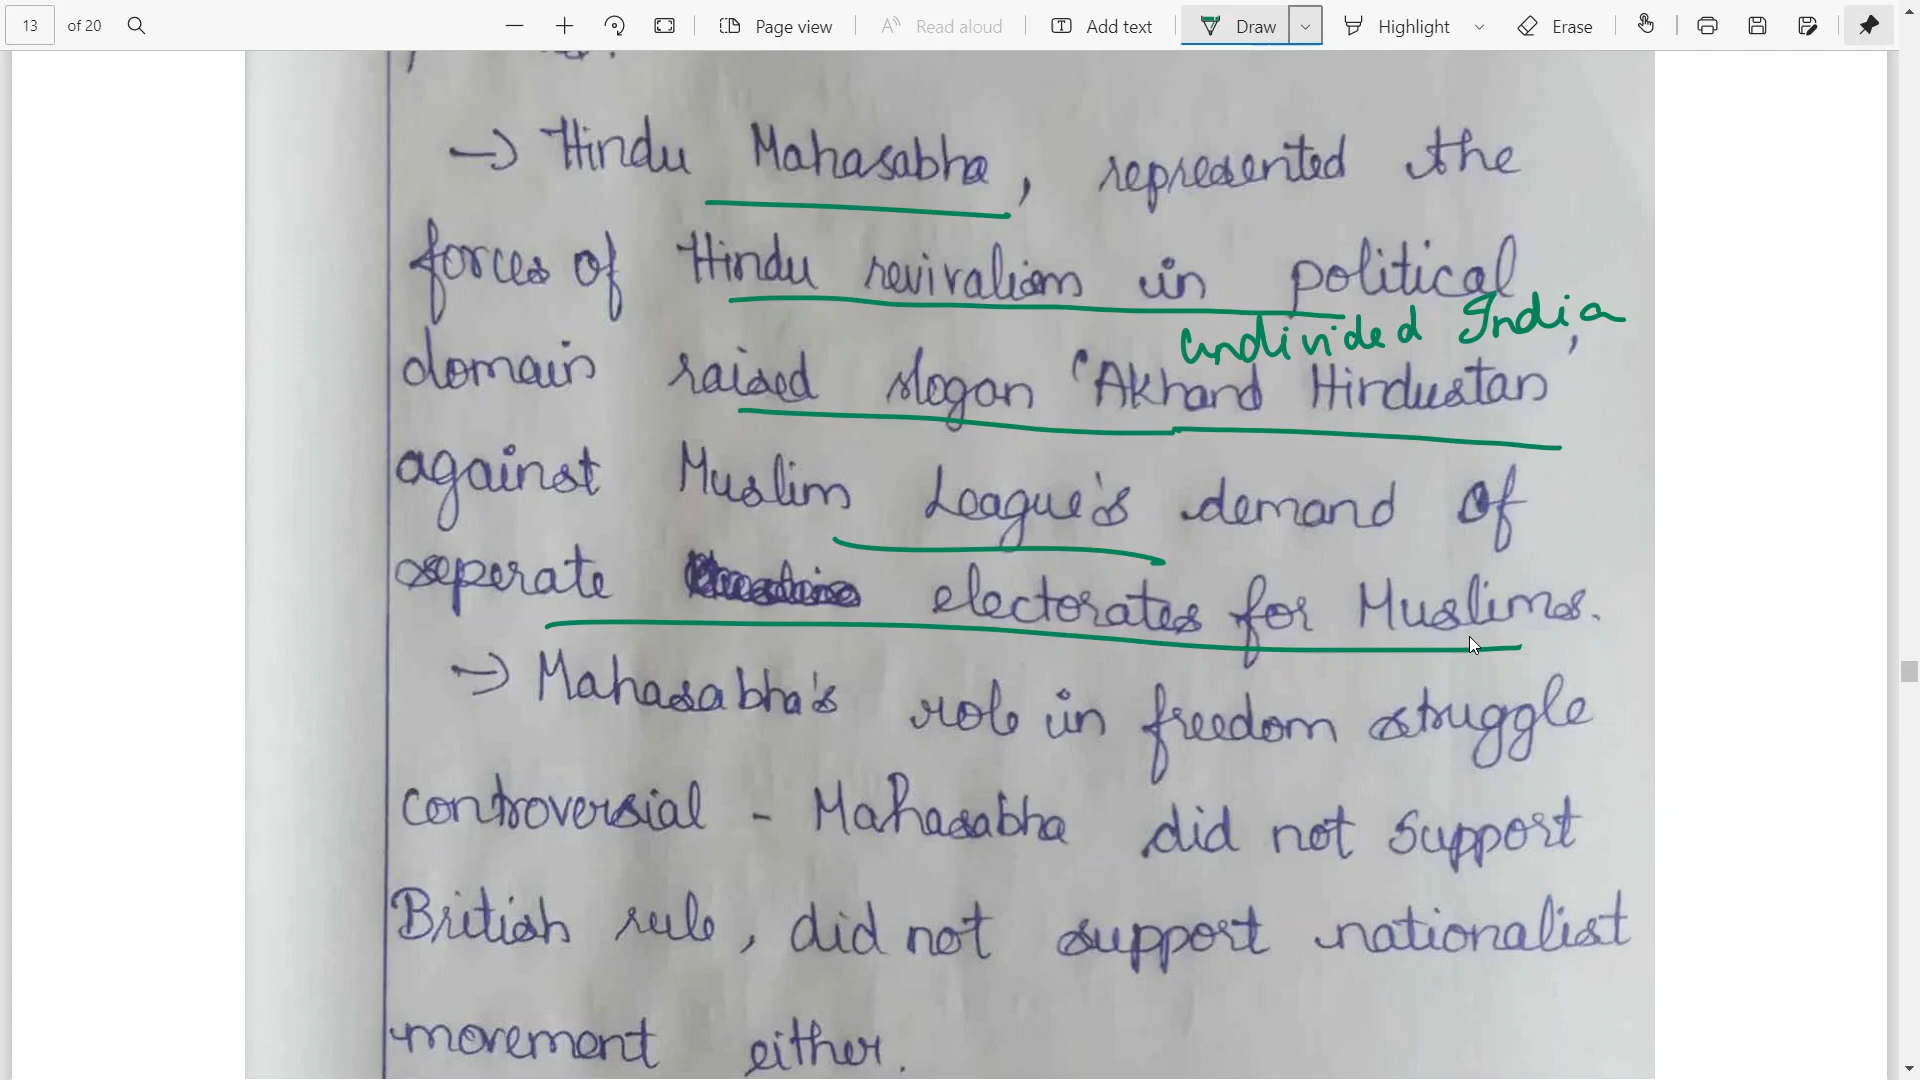 13 of 20 Page view Read aloud Add text Draw Highlight Erase
→ Hindu Mahasabha, represented the
forces of Hindu revivalism in political
undivided India
domain raised slogan 'Akhand Hindustan'
against Muslim League's demand of
seperate electorates for Muslims.
→ Mahasabha's role in freedom struggle
controversial - Mahasabha did not support
British rule, did not support nationalist
movement either.